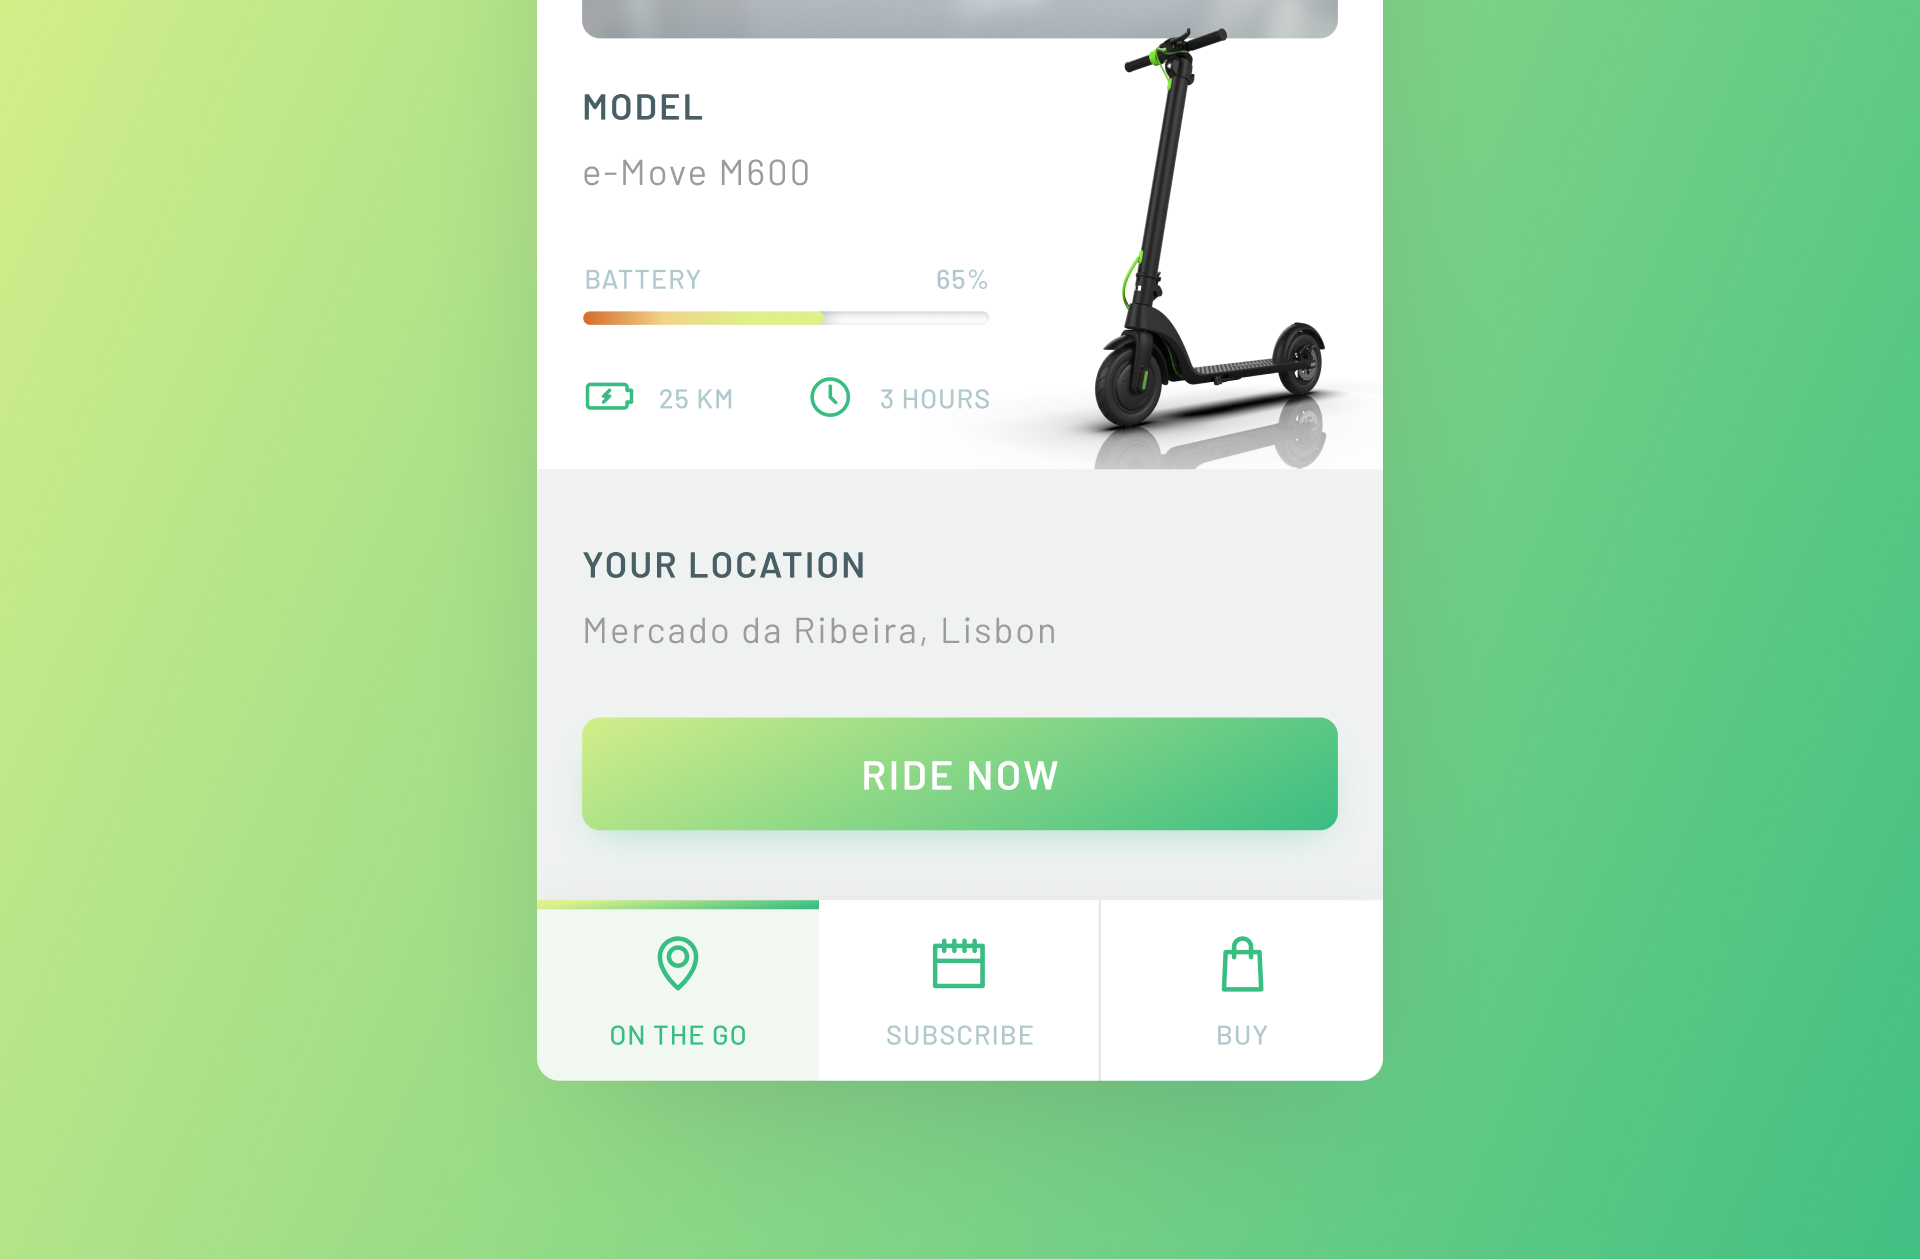 MODEL
e-Move M600
BATTERY 65%
25 KM 3 HOURS
YOUR LOCATION
Mercado da Ribeira, Lisbon
RIDE NOW
ON THE GO SUBSCRIBE BUY